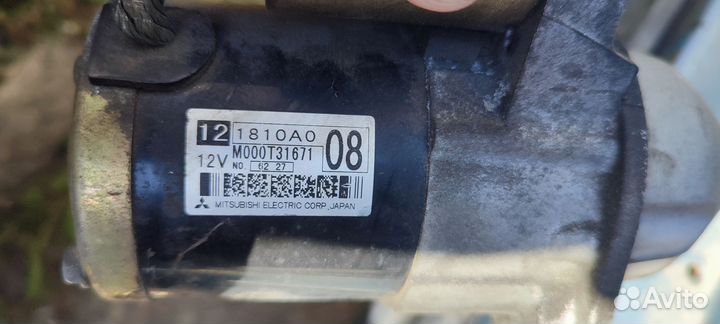 12 1810A0
12V M000T31671 08
NO. 62 27
MITSUBISHI ELECTRIC CORP. JAPAN
Avito